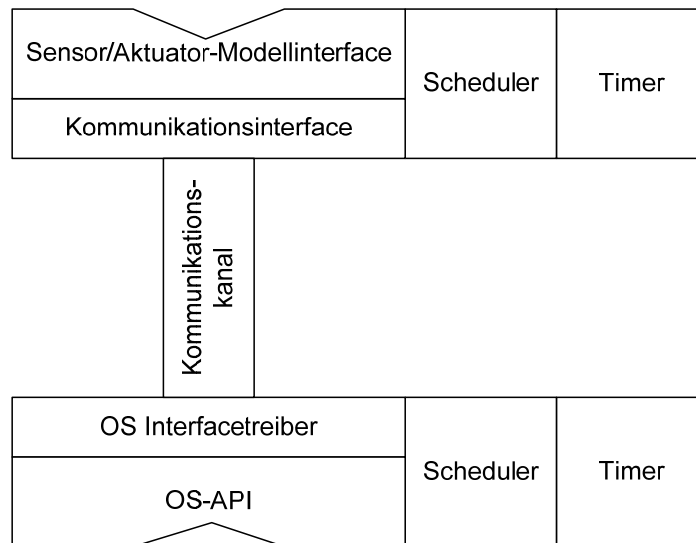 Sensor/Aktuator-Modellinterface
Scheduler
Timer
Kommunikationsinterface
Kommunikations-
kanal
OS Interfacetreiber
Scheduler
Timer
OS-API